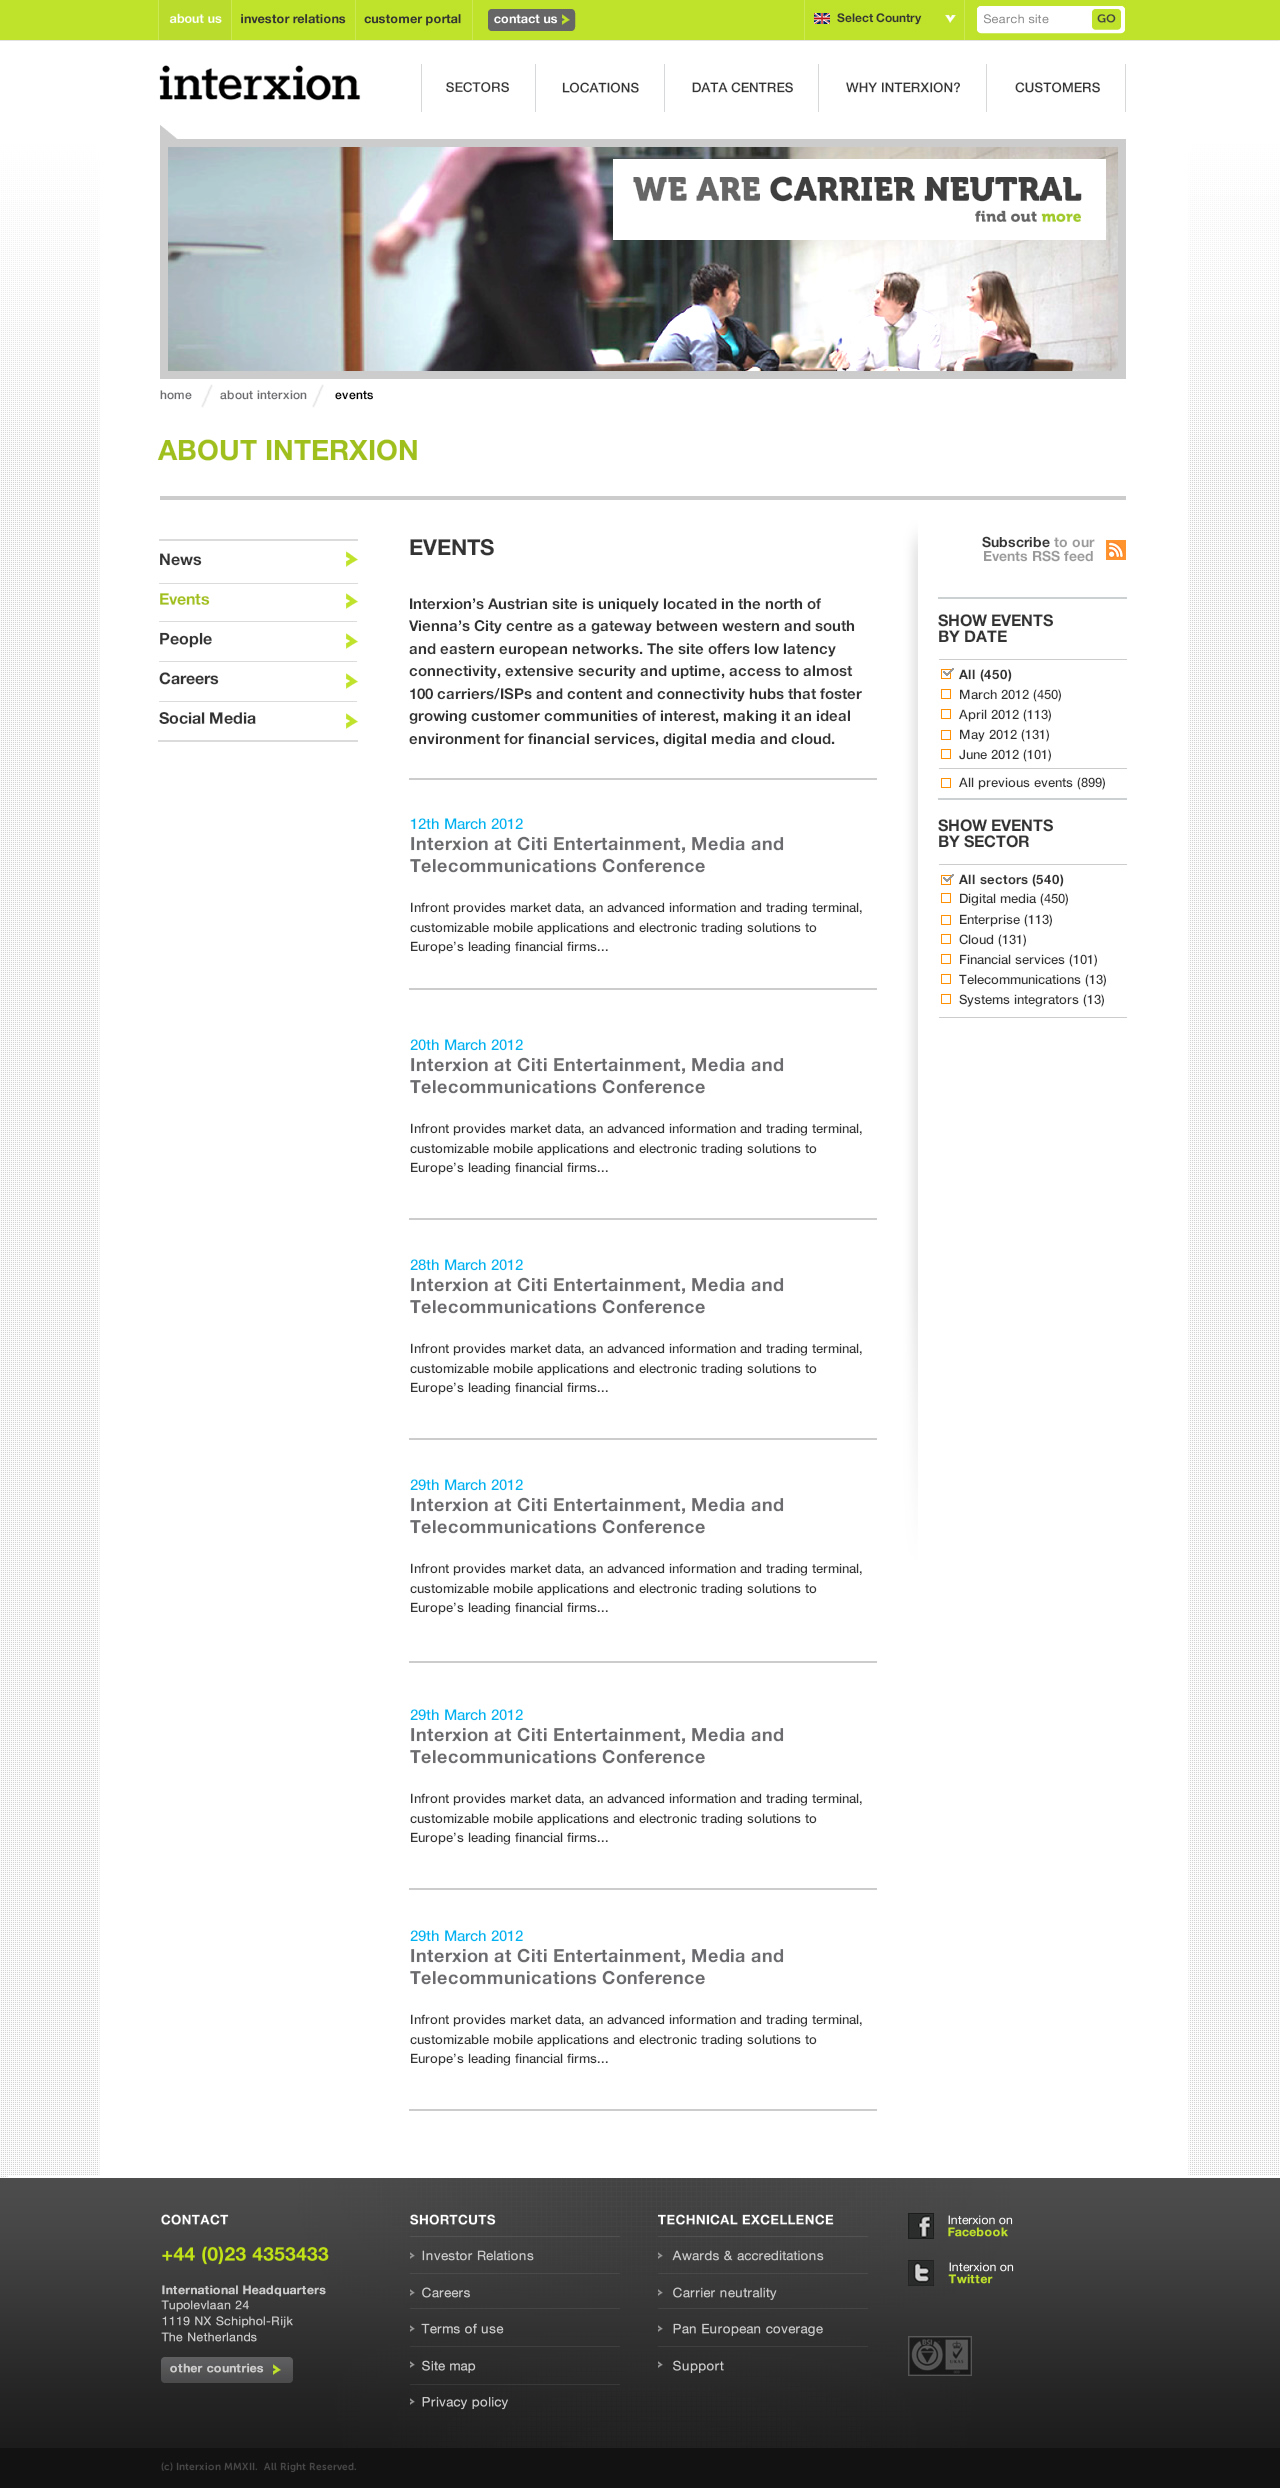 about us
investor relations
customer portal
contact us
Select Country
Search site
GO
interxion
SECTORS
LOCATIONS
DATA CENTRES
WHY INTERXION?
CUSTOMERS
WE ARE CARRIER NEUTRAL
find out more
home
about interxion
events
ABOUT INTERXION
News
Events
People
Careers
Social Media
EVENTS
Interxion’s Austrian site is uniquely located in the north of
Vienna’s City centre as a gateway between western and south
and eastern european networks. The site offers low latency
connectivity, extensive security and uptime, access to almost
100 carriers/ISPs and content and connectivity hubs that foster
growing customer communities of interest, making it an ideal
environment for financial services, digital media and cloud.
12th March 2012
Interxion at Citi Entertainment, Media and
Telecommunications Conference
Infront provides market data, an advanced information and trading terminal,
customizable mobile applications and electronic trading solutions to
Europe’s leading financial firms...
20th March 2012
Interxion at Citi Entertainment, Media and
Telecommunications Conference
Infront provides market data, an advanced information and trading terminal,
customizable mobile applications and electronic trading solutions to
Europe’s leading financial firms...
28th March 2012
Interxion at Citi Entertainment, Media and
Telecommunications Conference
Infront provides market data, an advanced information and trading terminal,
customizable mobile applications and electronic trading solutions to
Europe’s leading financial firms...
29th March 2012
Interxion at Citi Entertainment, Media and
Telecommunications Conference
Infront provides market data, an advanced information and trading terminal,
customizable mobile applications and electronic trading solutions to
Europe’s leading financial firms...
29th March 2012
Interxion at Citi Entertainment, Media and
Telecommunications Conference
Infront provides market data, an advanced information and trading terminal,
customizable mobile applications and electronic trading solutions to
Europe’s leading financial firms...
29th March 2012
Interxion at Citi Entertainment, Media and
Telecommunications Conference
Infront provides market data, an advanced information and trading terminal,
customizable mobile applications and electronic trading solutions to
Europe’s leading financial firms...
Subscribe to our
Events RSS feed
SHOW EVENTS
BY DATE
All (450)
March 2012 (450)
April 2012 (113)
May 2012 (131)
June 2012 (101)
All previous events (899)
SHOW EVENTS
BY SECTOR
All sectors (540)
Digital media (450)
Enterprise (113)
Cloud (131)
Financial services (101)
Telecommunications (13)
Systems integrators (13)
CONTACT
+44 (0)23 4353433
International Headquarters
Tupolevlaan 24
1119 NX Schiphol-Rijk
The Netherlands
other countries
SHORTCUTS
Investor Relations
Careers
Terms of use
Site map
Privacy policy
TECHNICAL EXCELLENCE
Awards & accreditations
Carrier neutrality
Pan European coverage
Support
Interxion on
Facebook
Interxion on
Twitter
BSI
(c) Interxion MMXII. All Right Reserved.